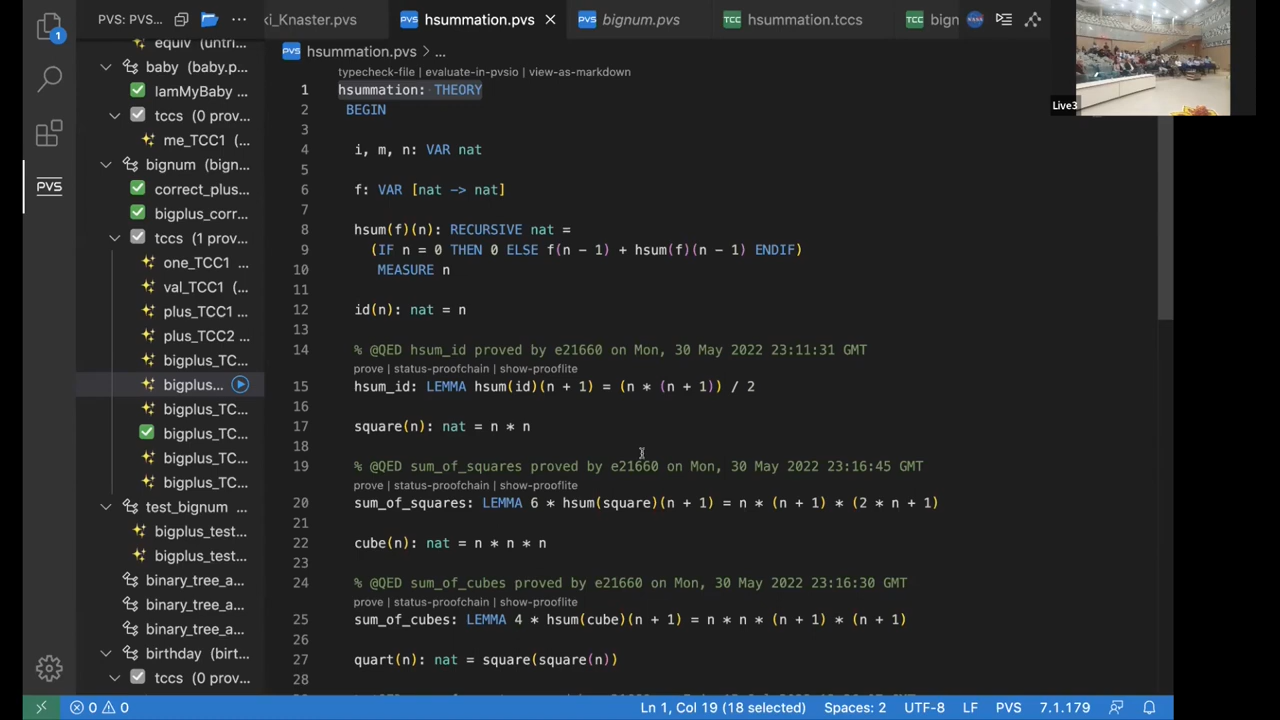 PVS: PVS...
ki_Knaster.pvs
PVS hsummation.pvs
PVS bignum.pvs
TCC hsummation.tccs
TCC bign
NASA
1
PVS hsummation.pvs > ...
Live3
equiv (untri...
baby (baby.p...
IamMyBaby ...
tccs (0 prov...
me_TCC1 (...
bignum (bign...
correct_plus...
bigplus_corr...
tccs (1 prov...
one_TCC1 ...
val_TCC1 (...
plus_TCC1 ...
plus_TCC2 ...
bigplus_TC...
bigplus...
bigplus_TC...
bigplus_TC...
bigplus_TC...
bigplus_TC...
test_bignum
bigplus_test...
bigplus_test...
binary_tree_a...
binary_tree_a...
binary_tree_a...
birthday (birt...
tccs (0 prov...
PVS
typecheck-file | evaluate-in-pvsio | view-as-markdown
1 hsummation: THEORY
2 BEGIN
3
4 i, m, n: VAR nat
5
6 f: VAR [nat -> nat]
7
8 hsum(f)(n): RECURSIVE nat =
9 (IF n = 0 THEN 0 ELSE f(n - 1) + hsum(f)(n - 1) ENDIF)
10 MEASURE n
11
12 id(n): nat = n
13
14 % @QED hsum_id proved by e21660 on Mon, 30 May 2022 23:11:31 GMT
prove | status-proofchain | show-prooflite
15 hsum_id: LEMMA hsum(id)(n + 1) = (n * (n + 1)) / 2
16
17 square(n): nat = n * n
18
19 % @QED sum_of_squares proved by e21660 on Mon, 30 May 2022 23:16:45 GMT
prove | status-proofchain | show-prooflite
20 sum_of_squares: LEMMA 6 * hsum(square)(n + 1) = n * (n + 1) * (2 * n + 1)
21
22 cube(n): nat = n * n * n
23
24 % @QED sum_of_cubes proved by e21660 on Mon, 30 May 2022 23:16:30 GMT
prove | status-proofchain | show-prooflite
25 sum_of_cubes: LEMMA 4 * hsum(cube)(n + 1) = n * n * (n + 1) * (n + 1)
26
27 quart(n): nat = square(square(n))
0 0
Ln 1, Col 19 (18 selected)
Spaces: 2
UTF-8
LF
PVS
7.1.179